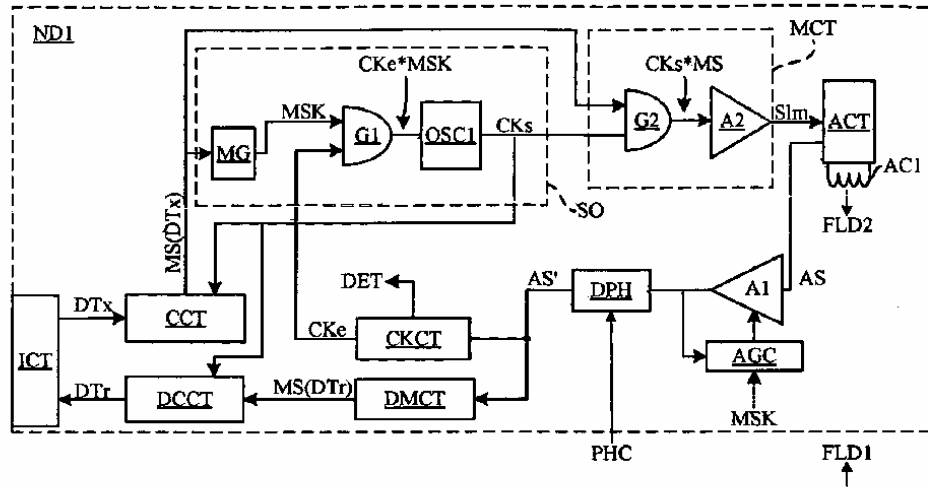 ND1
MCT
CKe*MSK
CKs*MS
MSK
G1
OSC1
CKs
G2
A2
Slm
ACT
MG
AC1
SO
FLD2
MS(DTx)
DET
AS'
DPH
A1
AS
DTx
CCT
CKe
CKCT
ICT
AGC
DTr
DCCT
MS(DTr)
DMCT
MSK
PHC
FLD1